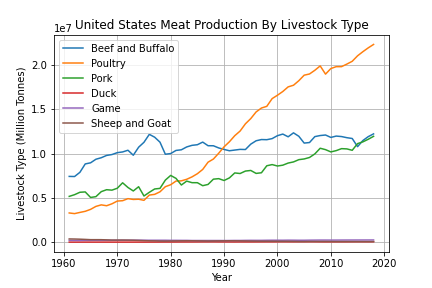 United States Meat Production By Livestock Type
1e7
Beef and Buffalo
Poultry
Pork
Duck
Game
Sheep and Goat
Livestock Type (Million Tonnes)
2.0
1.5
1.0
0.5
0.0
1960 1970 1980 1990 2000 2010 2020
Year